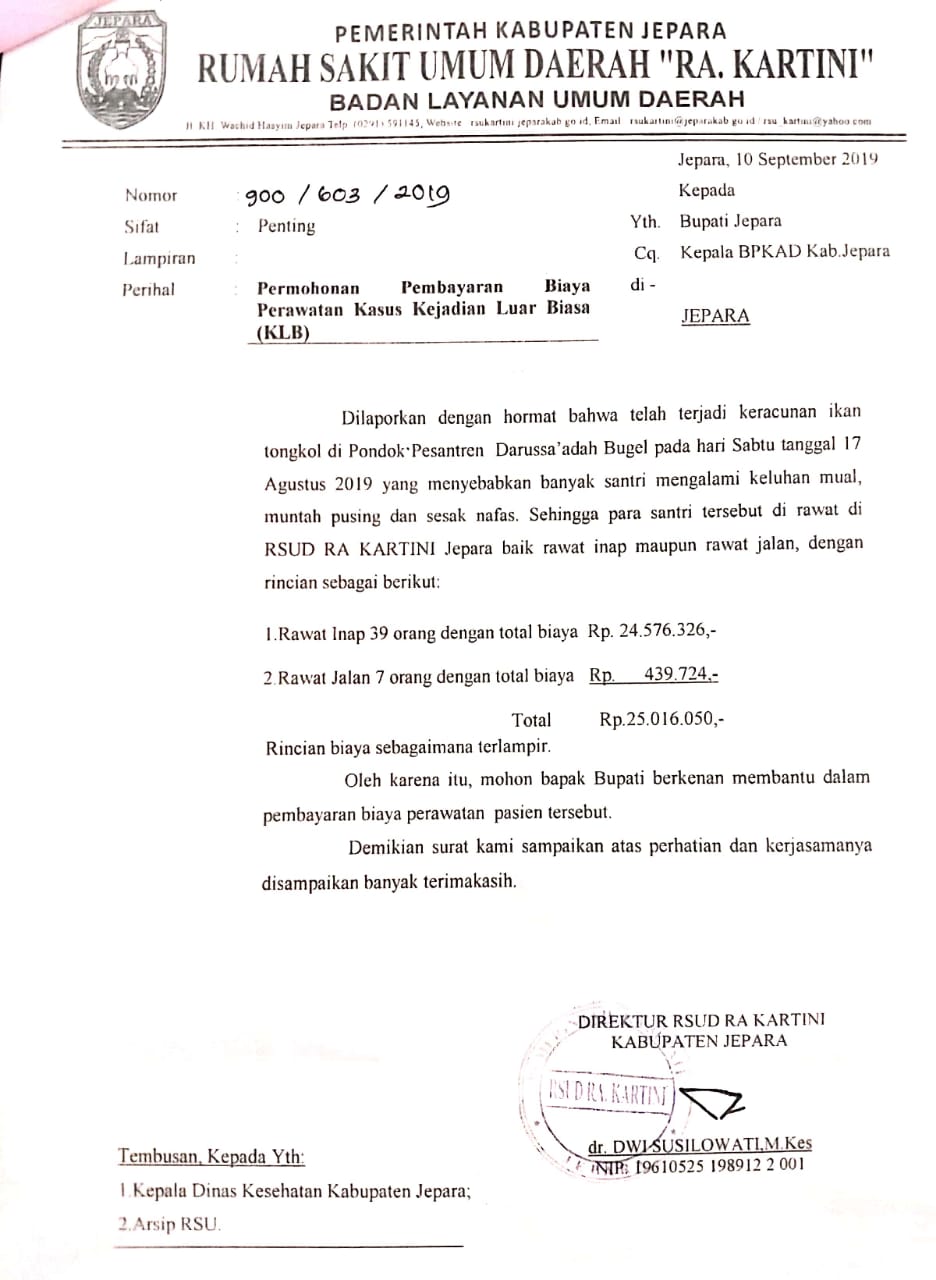 JEPARA
PEMERINTAH KABUPATEN JEPARA
RUMAH SAKIT UMUM DAERAH "RA. KARTINI"
BADAN LAYANAN UMUM DAERAH
Jl. KH. Wachid Hasyim Jepara Telp. (0291) 591145, Website : rsukartini.jeparakab.go.id, Email : rsukartini@jeparakab.go.id / rsu_kartini@yahoo.com
Jepara, 10 September 2019
Nomor : 900 / 603 / 2019
Kepada
Sifat : Penting
Yth. Bupati Jepara
Lampiran :
Cq. Kepala BPKAD Kab.Jepara
Perihal : Permohonan Pembayaran Biaya
di -
Perawatan Kasus Kejadian Luar Biasa
JEPARA
(KLB)
Dilaporkan dengan hormat bahwa telah terjadi keracunan ikan
tongkol di Pondok Pesantren Darussa'adah Bugel pada hari Sabtu tanggal 17
Agustus 2019 yang menyebabkan banyak santri mengalami keluhan mual,
muntah pusing dan sesak nafas. Sehingga para santri tersebut di rawat di
RSUD RA KARTINI Jepara baik rawat inap maupun rawat jalan, dengan
rincian sebagai berikut:
1.Rawat Inap 39 orang dengan total biaya Rp. 24.576.326,-
2.Rawat Jalan 7 orang dengan total biaya Rp. 439.724,-
Total Rp.25.016.050,-
Rincian biaya sebagaimana terlampir.
Oleh karena itu, mohon bapak Bupati berkenan membantu dalam
pembayaran biaya perawatan pasien tersebut.
Demikian surat kami sampaikan atas perhatian dan kerjasamanya
disampaikan banyak terimakasih.
DIREKTUR RSUD RA KARTINI
KABUPATEN JEPARA
RSUD RA. KARTINI
dr. DWI SUSILOWATI,M.Kes
NIP. 19610525 198912 2 001
Tembusan, Kepada Yth:
1.Kepala Dinas Kesehatan Kabupaten Jepara;
2.Arsip RSU.